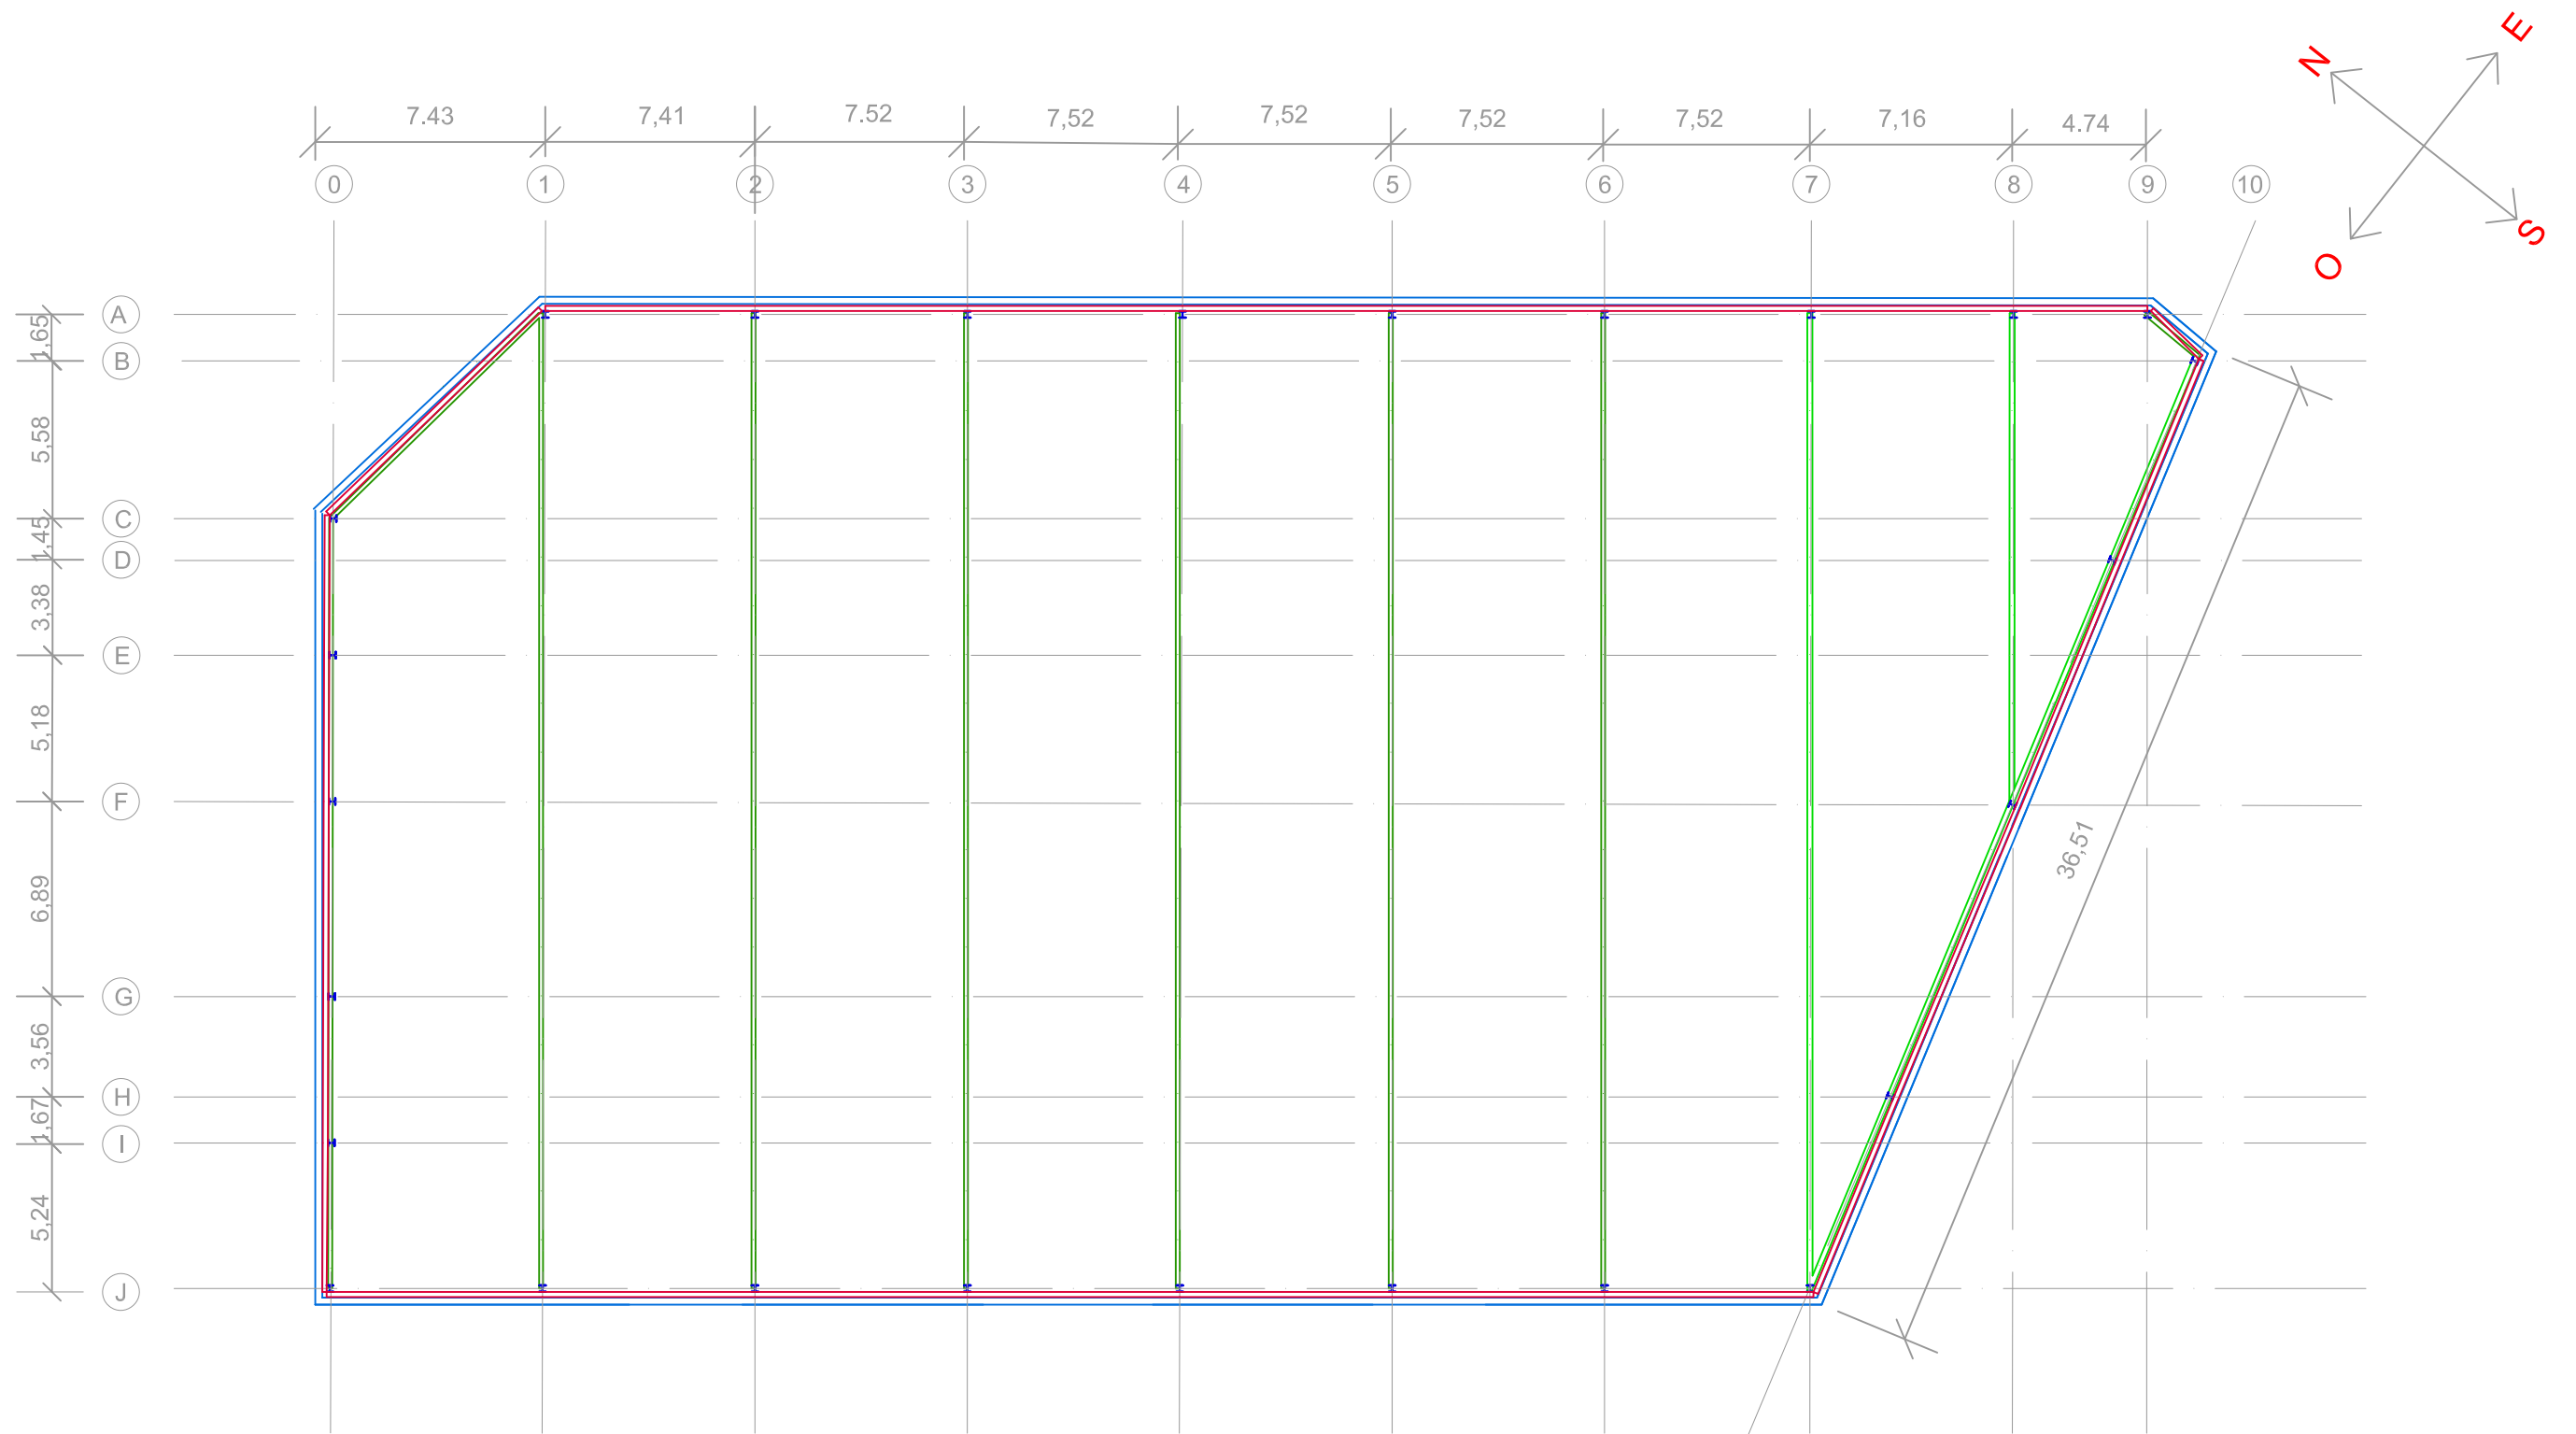 E
N
7.43 7,41 7.52 7,52 7,52 7,52 7,52 7,16 4.74
0 1 2 3 4 5 6 7 8 9 10
S
O
A
1,65
B
5,58
C
1,45
D
3,38
E
5,18
F
36,51
6,89
G
3,56
H
1,67
I
5,24
J